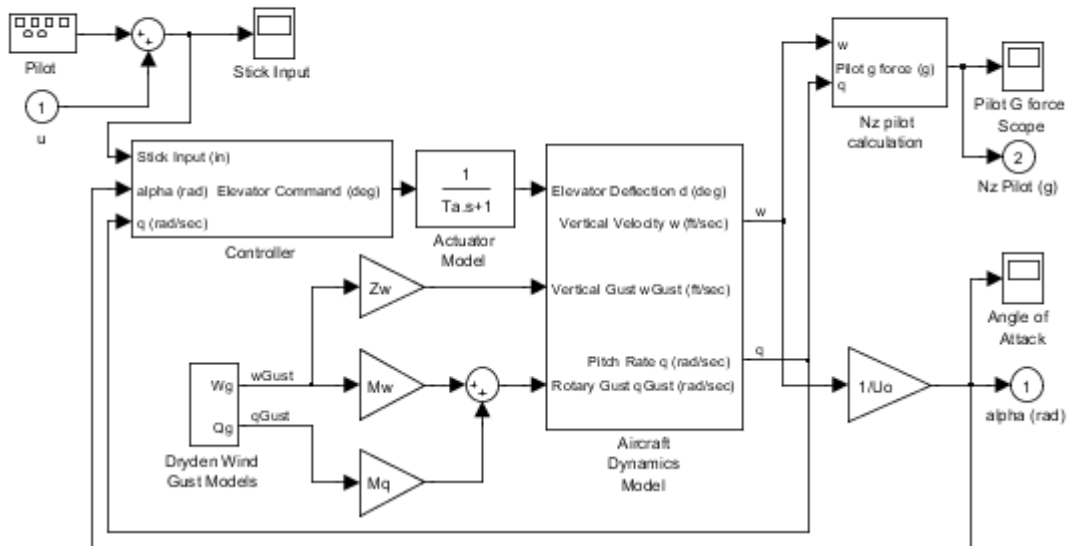 Pilot
+
+
Stick Input
1
u
w
Pilot g force (g)
q
Nz pilot
calculation
Pilot G force
Scope
2
Nz Pilot (g)
Stick Input (in)
alpha (rad) Elevator Command (deg)
q (rad/sec)
Controller
1
Ta.s+1
Actuator
Model
Elevator Deflection d (deg)
Vertical Velocity w (ft/sec)
Vertical Gust wGust (ft/sec)
Pitch Rate q (rad/sec)
Rotary Gust qGust (rad/sec)
Aircraft
Dynamics
Model
w
q
Zw
Mw
Mq
+
+
Wg
Qg
wGust
qGust
Dryden Wind
Gust Models
1/Uo
Angle of
Attack
1
alpha (rad)